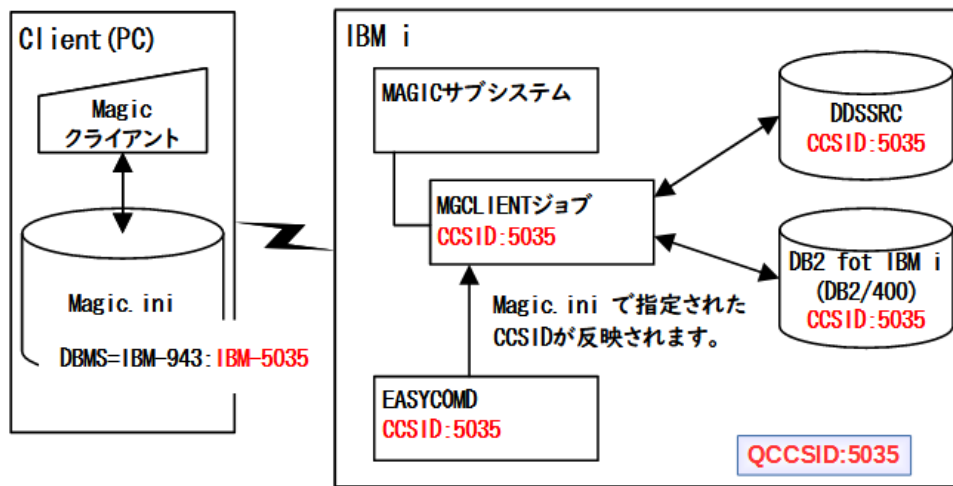 Client(PC)
Magic
クライアント
Magic.ini
DBMS=IBM-943:IBM-5035
IBM i
MAGICサブシステム
MGCLIENTジョブ
CCSID:5035
Magic.ini で指定された
CCSIDが反映されます。
EASYCOMD
CCSID:5035
DDSSRC
CCSID:5035
DB2 fot IBM i
(DB2/400)
CCSID:5035
QCCSID:5035